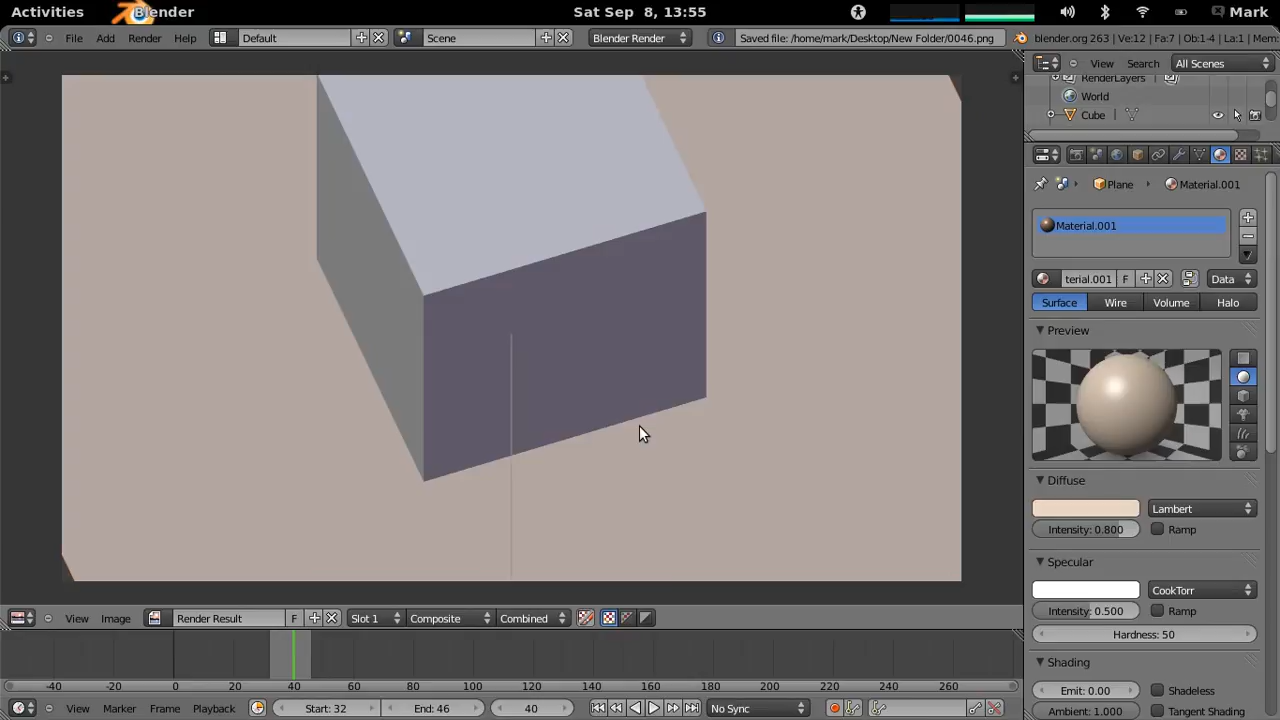 Activities Blender Sat Sep 8, 13:55 Mark
File Add Render Help Default Scene Blender Render Saved file: /home/mark/Desktop/New Folder/0046.png blender.org 263 | Ve:12 | Fa:7 | Ob:1-4 | La:1 | Mem:
View Search All Scenes
RenderLayers
World
Cube
Plane Material.001
Material.001
terial.001 F Data
Surface Wire Volume Halo
Preview
Diffuse
Lambert
Intensity: 0.800 Ramp
Specular
CookTorr
Intensity: 0.500 Ramp
Hardness: 50
Shading
Emit: 0.00 Shadeless
Ambient: 1.000 Tangent Shading
View Image Render Result F Slot 1 Composite Combined
-40 -20 0 20 40 60 80 100 120 140 160 180 200 220 240 260
View Marker Frame Playback Start: 32 End: 46 40 No Sync